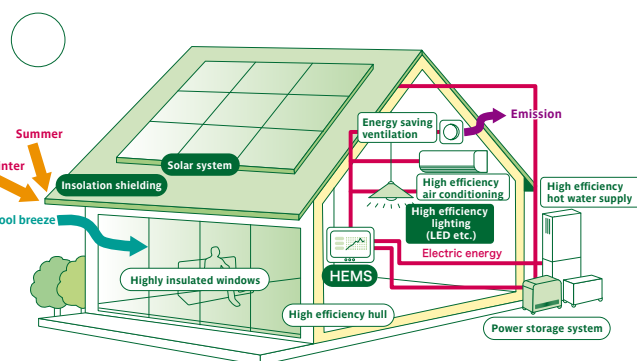 Summer
Solar system
Insolation shielding
Highly insulated windows
Energy saving
ventilation
Emission
High efficiency
air conditioning
High efficiency
lighting
(LED etc.)
Electric energy
HEMS
High efficiency hull
High efficiency
hot water supply
Power storage system
nter
ool breeze